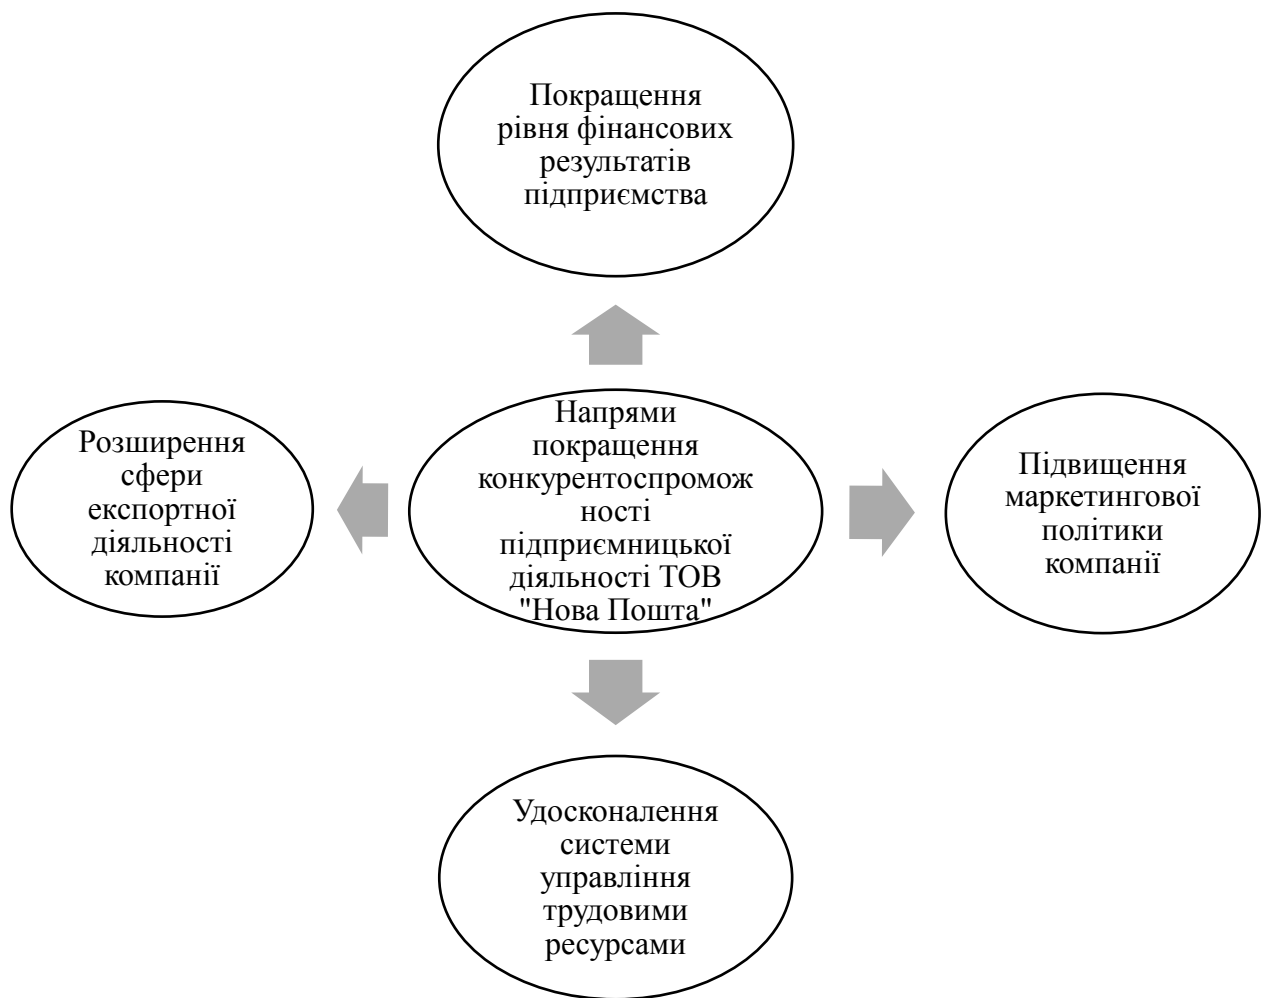 Покращення
рівня фінансових
результатів
підприємства
Розширення
сфери
експортної
діяльності
компанії
Напрями
покращення
конкурентоспромож
ності
підприємницької
діяльності ТОВ
"Нова Пошта"
Підвищення
маркетингової
політики
компанії
Удосконалення
системи
управління
трудовими
ресурсами